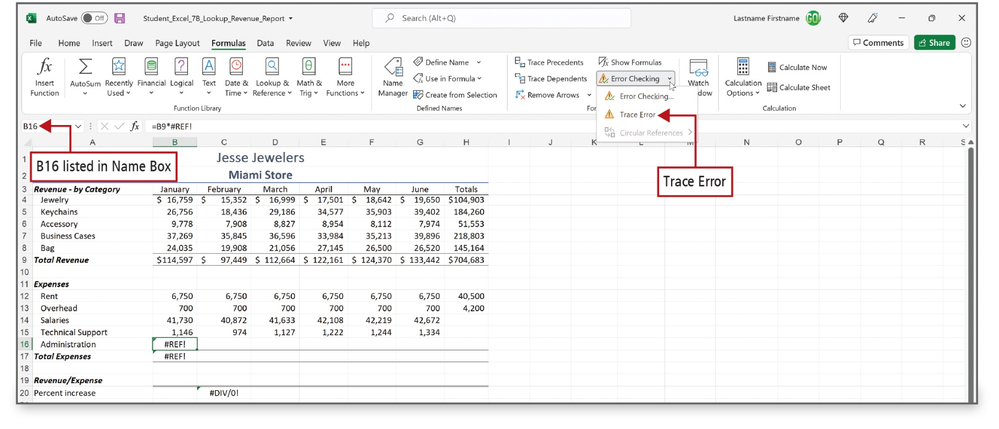 AutoSave Off Student_Excel_7B_Lookup_Revenue_Report Search (Alt+Q) Lastname Firstname GO
File Home Insert Draw Page Layout Formulas Data Review View Help Comments Share
fx Insert Function
AutoSum
Recently Used
Financial
Logical
Text
Date & Time
Lookup & Reference
Math & Trig
More Functions
Function Library
Name Manager
Define Name
Use in Formula
Create from Selection
Defined Names
Trace Precedents
Trace Dependents
Remove Arrows
Show Formulas
Error Checking
Error Checking...
Trace Error
Circular References
For
Watch
dow
Calculation Options
Calculate Now
Calculate Sheet
Calculation
B16 fx =B9*#REF!
A B C D E F G H I J K L M N O P Q R S
B16 listed in Name Box
Trace Error
1 Jesse Jewelers
2 Miami Store
3 Revenue - by Category January February March April May June Totals
4 Jewelry $ 16,759 $ 15,352 $ 16,999 $ 17,501 $ 18,642 $ 19,650 $104,903
5 Keychains 26,756 18,436 29,186 34,577 35,903 39,402 184,260
6 Accessory 9,778 7,908 8,827 8,954 8,112 7,974 51,553
7 Business Cases 37,269 35,845 36,596 33,984 35,213 39,896 218,803
8 Bag 24,035 19,908 21,056 27,145 26,500 26,520 145,164
9 Total Revenue $114,597 $ 97,449 $ 112,664 $ 122,161 $ 124,370 $ 133,442 $704,683
10
11 Expenses
12 Rent 6,750 6,750 6,750 6,750 6,750 6,750 40,500
13 Overhead 700 700 700 700 700 700 4,200
14 Salaries 41,730 40,872 41,633 42,108 42,219 42,672
15 Technical Support 1,146 974 1,127 1,222 1,244 1,334
16 Administration #REF!
17 Total Expenses #REF!
18
19 Revenue/Expense
20 Percent increase #DIV/0!